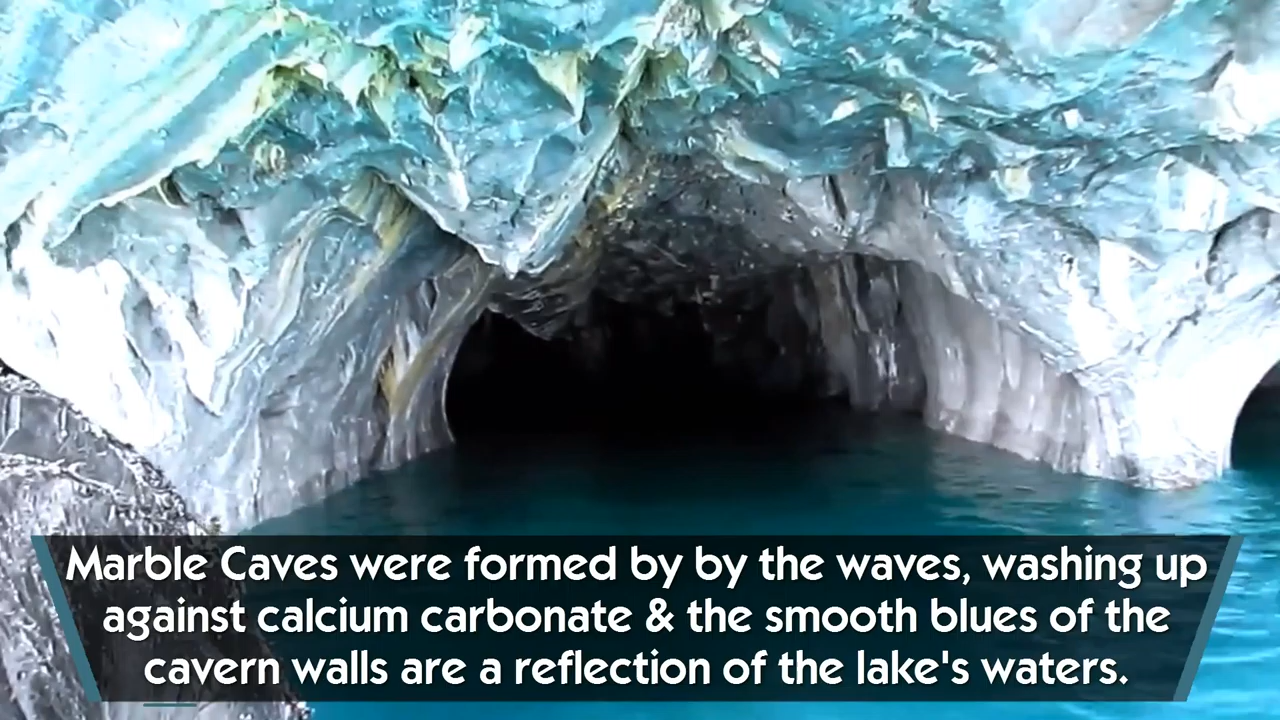 Marble Caves were formed by by the waves, washing up
against calcium carbonate & the smooth blues of the
cavern walls are a reflection of the lake's waters.